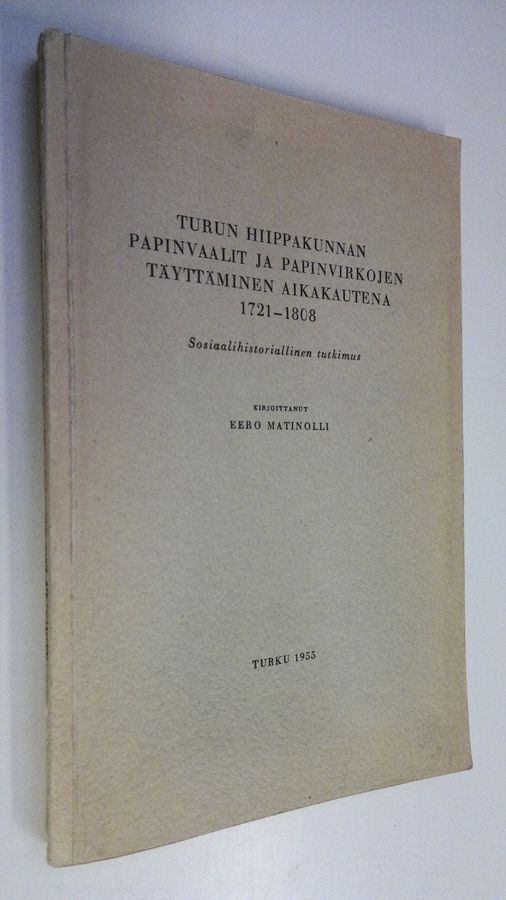 TURUN HIIPPAKUNNAN
PAPINVAALIT JA PAPINVIRKOJEN
TÄYTTÄMINEN AIKAKAUTENA
1721–1808
Sosiaalihistoriallinen tutkimus
KIRJOITTANUT
EERO MATINOLLI
TURKU 1955